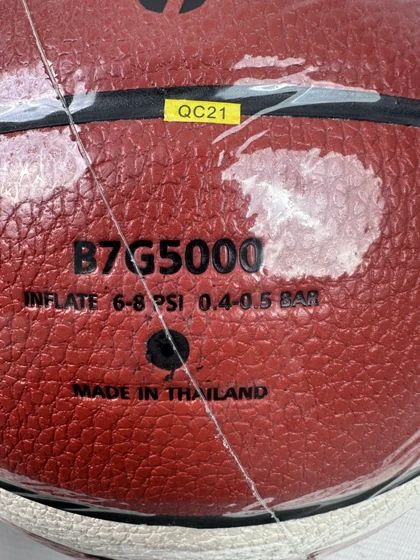 QC21
B7G5000
INFLATE 6-8 PSI 0.4-0.5 BAR
MADE IN THAILAND